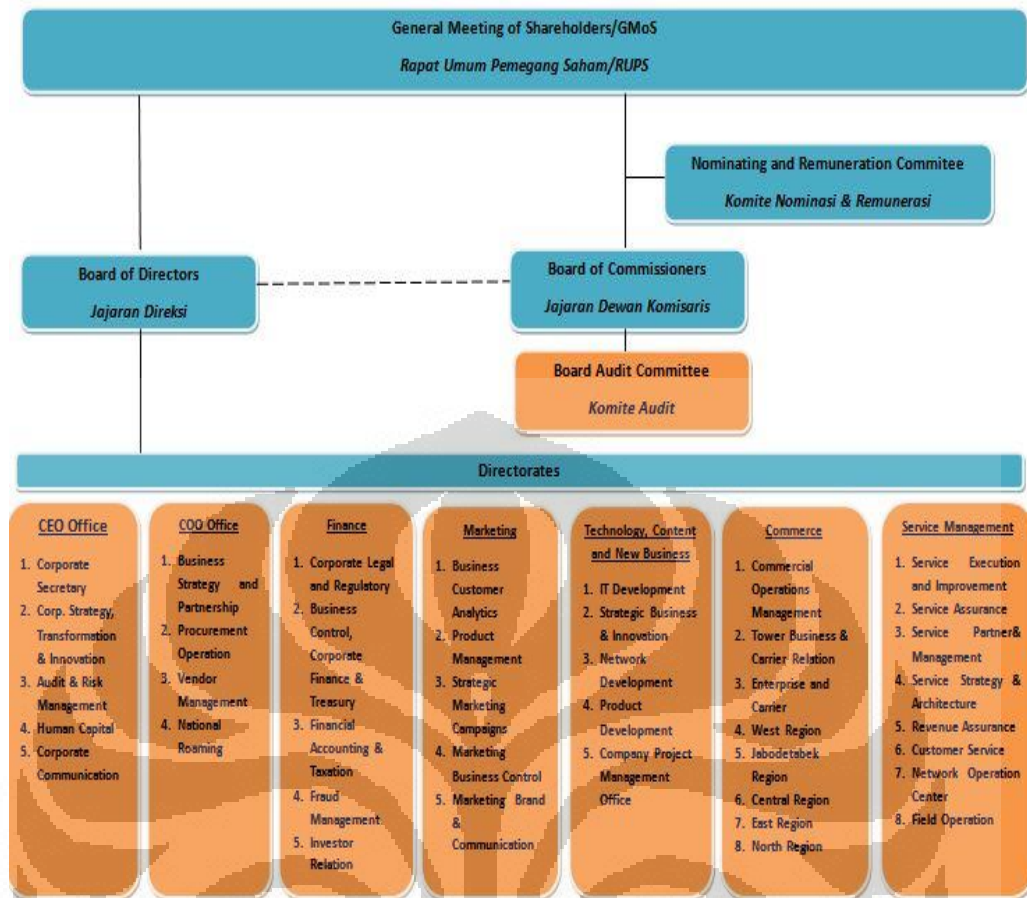 General Meeting of Shareholders/GMoS
Rapat Umum Pemegang Saham/RUPS
Nominating and Remuneration Commitee
Komite Nominasi & Remunerasi
Board of Directors
Jajaran Direksi
Board of Commissioners
Jajaran Dewan Komisaris
Board Audit Committee
Komite Audit
Directorates
CEO Office
1. Corporate
Secretary
2. Corp. Strategy,
Transformation
& Innovation
3. Audit & Risk
Management
4. Human Capital
5. Corporate
Communication
COO Office
1. Business
Strategy and
Partnership
2. Procurement
Operation
3. Vendor
Management
4. National
Roaming
Finance
1. Corporate Legal
and Regulatory
2. Business
Control,
Corporate
Finance &
Treasury
3. Financial
Accounting &
Taxation
4. Fraud
Management
5. Investor
Relation
Marketing
1. Business
Customer
Analytics
2. Product
Management
3. Strategic
Marketing
Campaigns
4. Marketing
Business Control
5. Marketing Brand
&
Communication
Technology, Content
and New Business
1. IT Development
2. Strategic Business
& Innovation
3. Network
Development
4. Product
Development
5. Company Project
Management
Office
Commerce
1. Commercial
Operations
Management
2. Tower Business &
Carrier Relation
3. Enterprise and
Carrier
4. West Region
5. Jabodetabek
Region
6. Central Region
7. East Region
8. North Region
Service Management
1. Service Execution
and Improvement
2. Service Assurance
3. Service Partner&
Management
4. Service Strategy &
Architecture
5. Revenue Assurance
6. Customer Service
7. Network Operation
Center
8. Field Operation